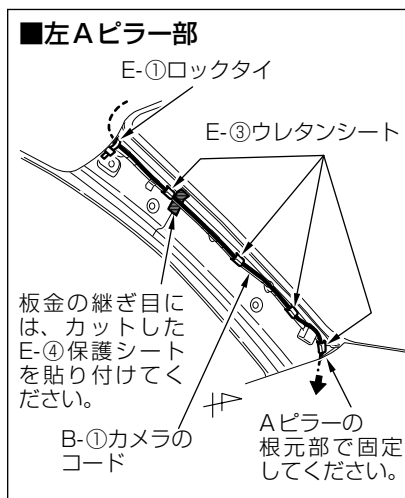 ■左Aピラー部
E-①ロックタイ
E-③ウレタンシート
板金の継ぎ目に
は、カットした
E-④保護シート
を貼り付けてく
ださい。
B-①カメラの
コード
Aピラーの
根元部で固定
してください。